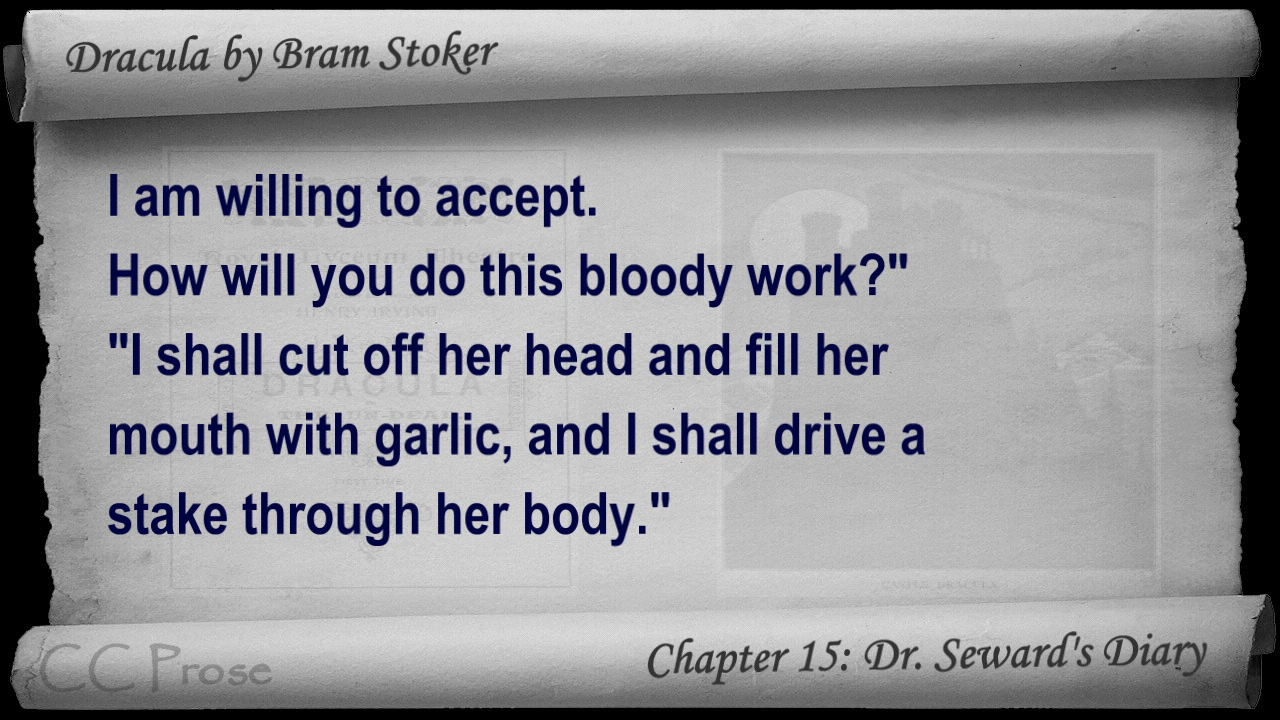 Dracula by Bram Stoker
I am willing to accept.
How will you do this bloody work?"
"I shall cut off her head and fill her
mouth with garlic, and I shall drive a
stake through her body."
CC Prose
Chapter 15: Dr. Seward's Diary
DRACULA